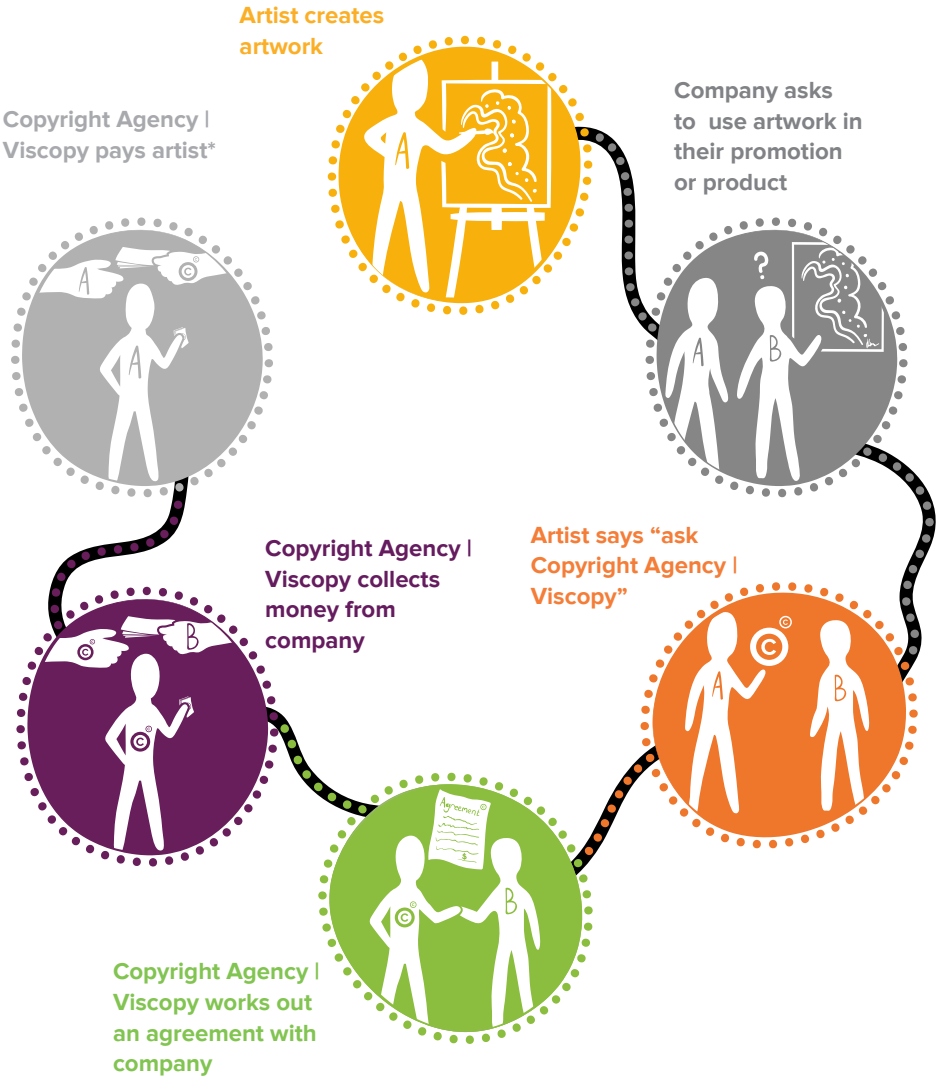 Artist creates
artwork
A
Company asks
to use artwork in
their promotion
or product
?
A
B
Artist says “ask
Copyright Agency |
Viscopy”
A
©
©
B
Agreement
©
$
©
©
B
Copyright Agency |
Viscopy works out
an agreement with
company
Copyright Agency |
Viscopy collects
money from
company
©
©
B
©
©
Copyright Agency |
Viscopy pays artist*
A
©
©
A